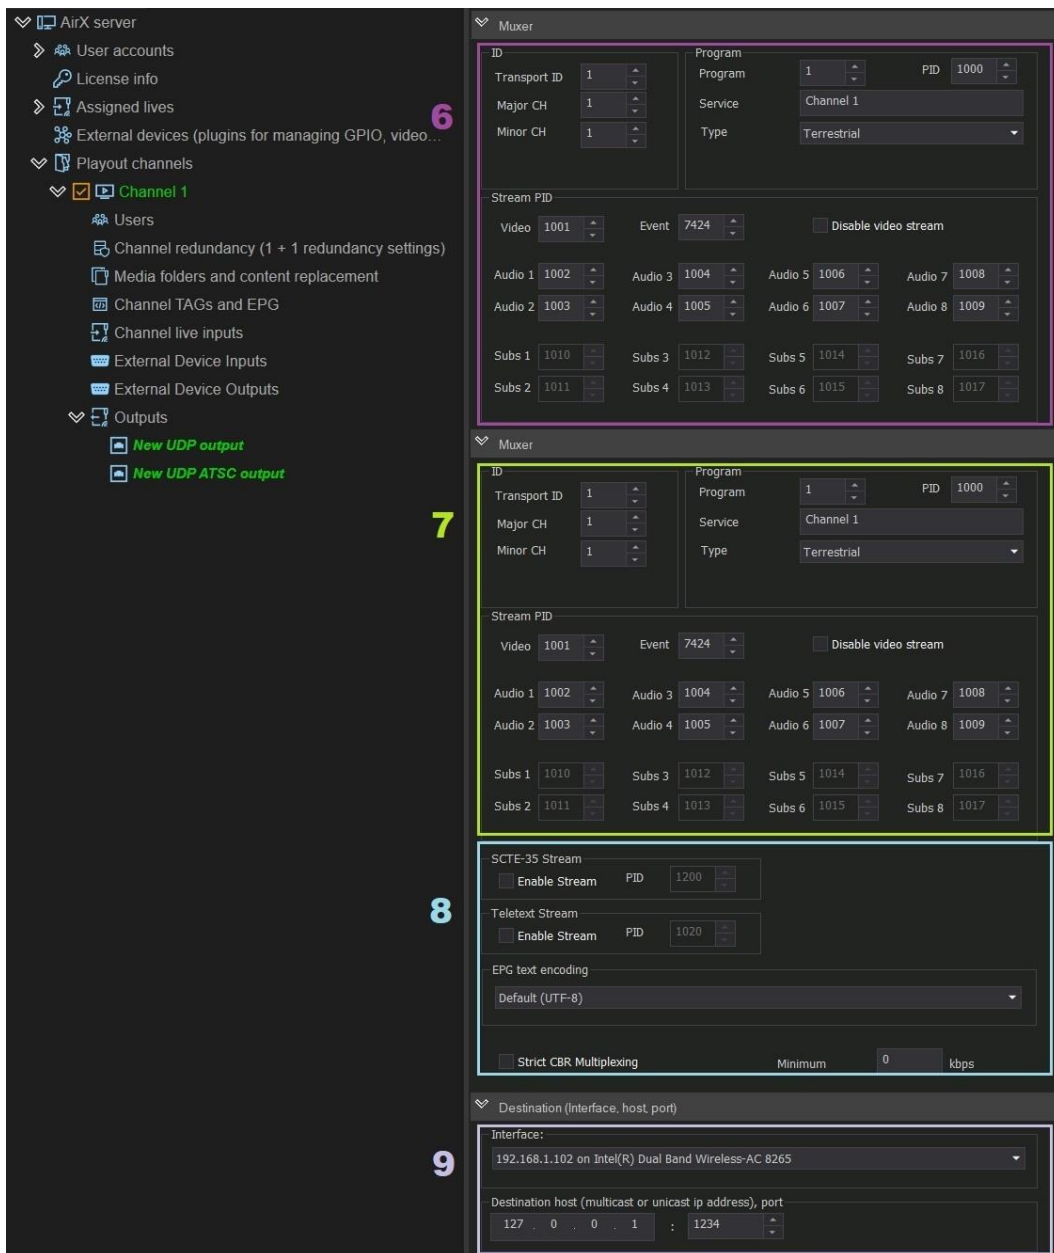 AirX server
User accounts
License info
Assigned lives
External devices (plugins for managing GPIO, video...
Playout channels
Channel 1
Users
Channel redundancy (1 + 1 redundancy settings)
Media folders and content replacement
Channel TAGs and EPG
Channel live inputs
External Device Inputs
External Device Outputs
Outputs
New UDP output
New UDP ATSC output
6
Muxer
ID
Transport ID 1
Major CH 1
Minor CH 1
Program
Program 1 PID 1000
Service Channel 1
Type Terrestrial
Stream PID
Video 1001 Event 7424 Disable video stream
Audio 1 1002 Audio 3 1004 Audio 5 1006 Audio 7 1008
Audio 2 1003 Audio 4 1005 Audio 6 1007 Audio 8 1009
Subs 1 1010 Subs 3 1012 Subs 5 1014 Subs 7 1016
Subs 2 1011 Subs 4 1013 Subs 6 1015 Subs 8 1017
7
Muxer
ID
Transport ID 1
Major CH 1
Minor CH 1
Program
Program 1 PID 1000
Service Channel 1
Type Terrestrial
Stream PID
Video 1001 Event 7424 Disable video stream
Audio 1 1002 Audio 3 1004 Audio 5 1006 Audio 7 1008
Audio 2 1003 Audio 4 1005 Audio 6 1007 Audio 8 1009
Subs 1 1010 Subs 3 1012 Subs 5 1014 Subs 7 1016
Subs 2 1011 Subs 4 1013 Subs 6 1015 Subs 8 1017
8
SCTE-35 Stream
Enable Stream PID 1200
Teletext Stream
Enable Stream PID 1020
EPG text encoding
Default (UTF-8)
Strict CBR Multiplexing Minimum 0 kbps
Destination (Interface, host, port)
9
Interface:
192.168.1.102 on Intel(R) Dual Band Wireless-AC 8265
Destination host (multicast or unicast ip address), port
127 . 0 . 0 . 1 : 1234